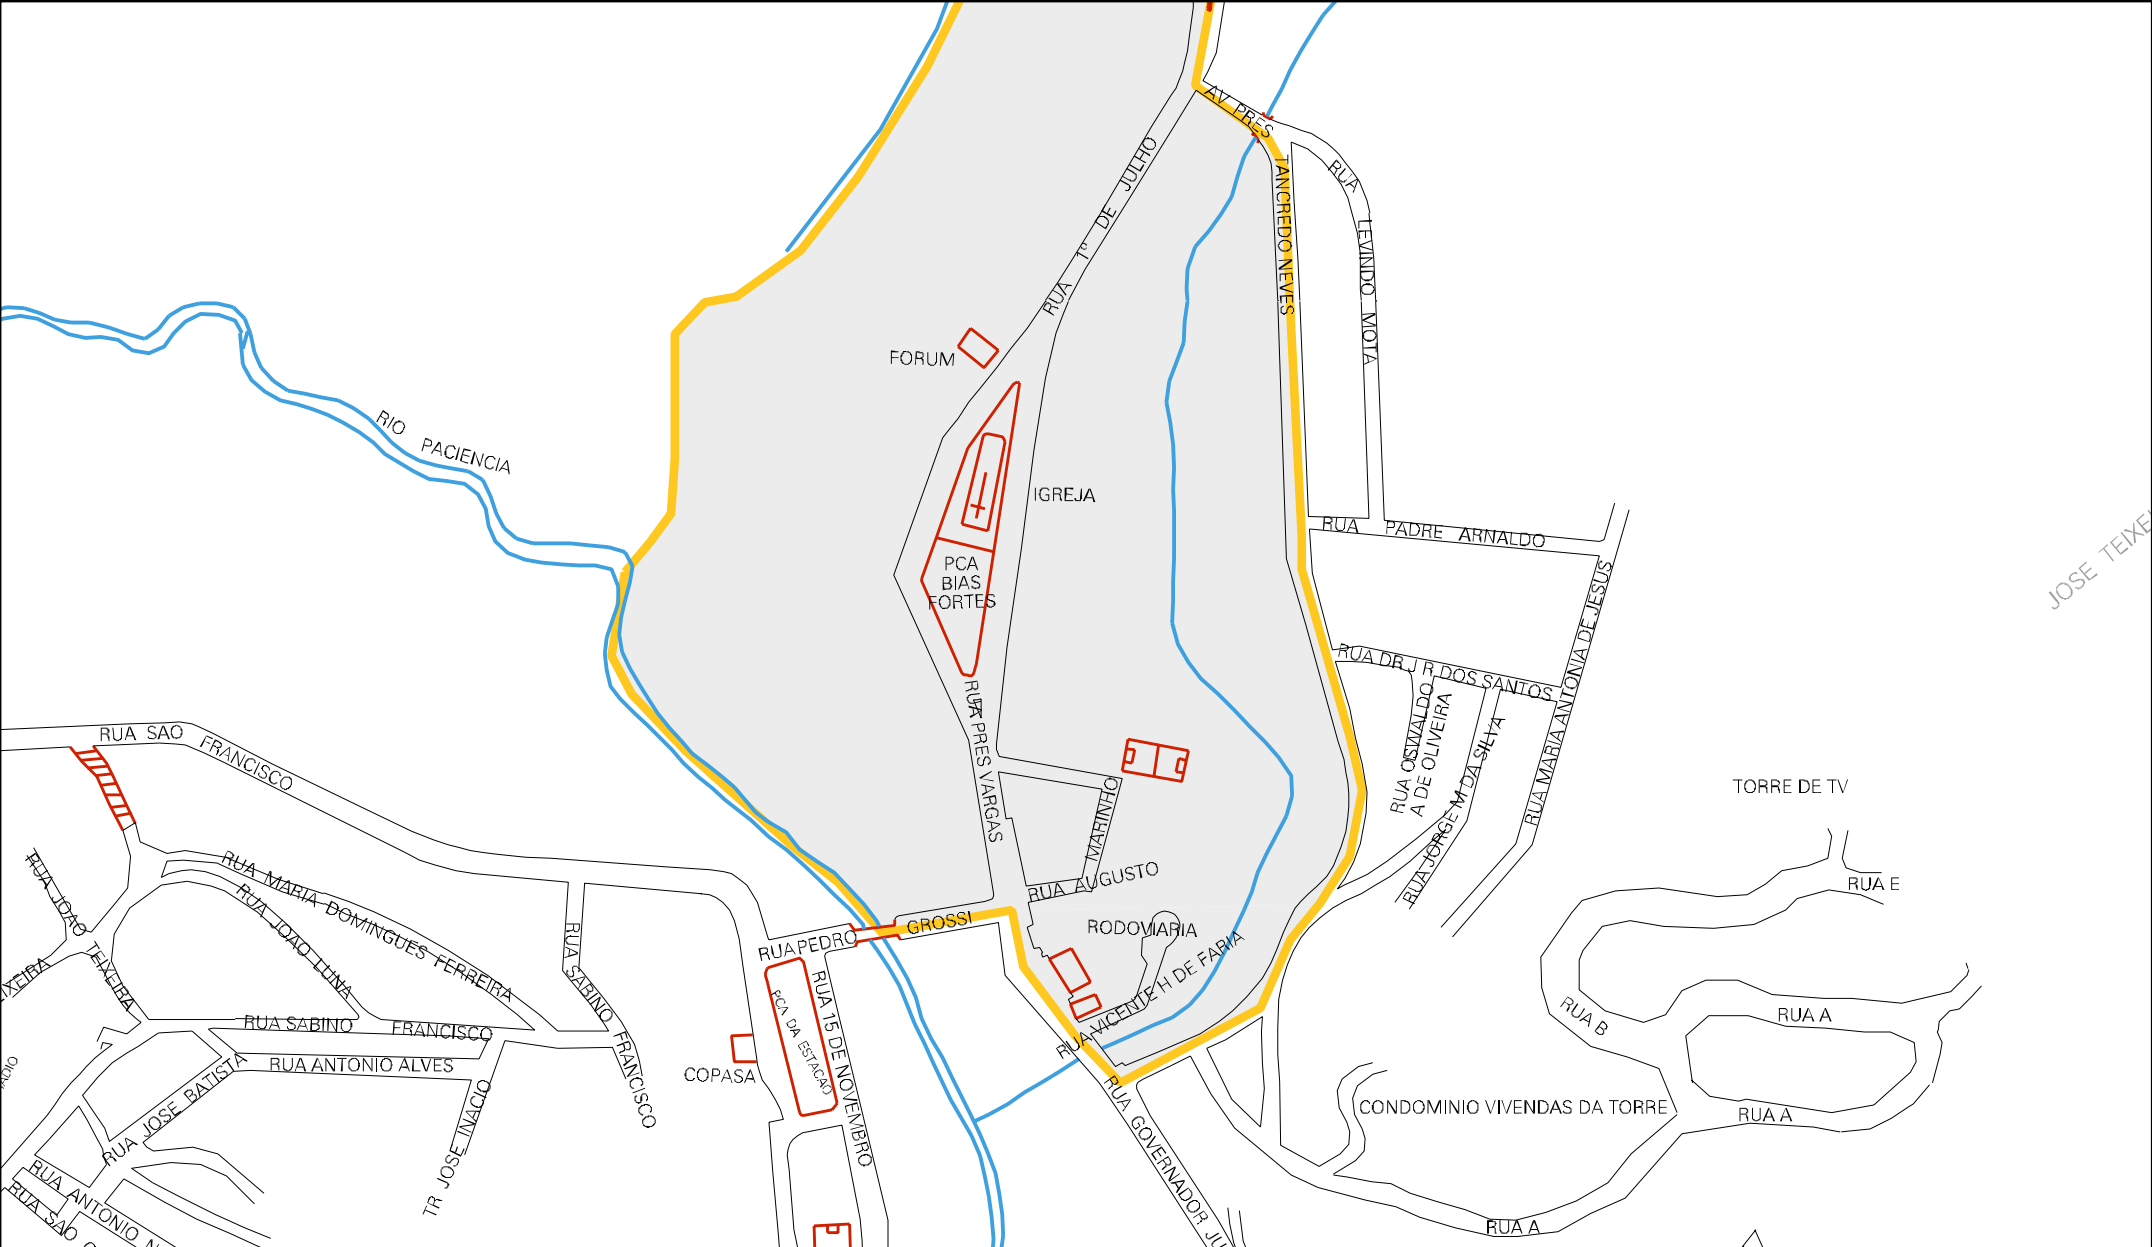 AV PRES
TANCREDO NEVES
RUA
LEVINDO MOTA
RUA 1º DE JULHO
FORUM
RIO PACIENCIA
IGREJA
PCA
BIAS
FORTES
RUA PADRE ARNALDO
JOSE
RUA MARIA ANTONIA DE JESUS
RUA DR J R DOS SANTOS
RUA OSWALDO
A DE OLIVEIRA
RUA JORGE M DA SILVA
RUA PRES VARGAS
MARINHO
RUA AUGUSTO
RODOVIARIA
RUA VICENTE H DE FARIA
RUA PEDRO GROSSI
TORRE DE TV
RUA E
RUA B
RUA A
CONDOMINIO VIVENDAS DA TORRE
RUA A
RUA A
RUA SAO FRANCISCO
RUA MARIA DOMINGUES FERREIRA
RUA JOAO LUNA
RUA JOAO TEIXEIRA
RUA SABINO FRANCISCO
RUA SABINO FRANCISCO
RUA ANTONIO ALVES
RUA JOSE BATISTA
TR JOSE INACIO
RUA ANTONIO
RUA SAO
COPASA
PCA DA ESTACAO
RUA 15 DE NOVEMBRO
RUA GOVERNADOR